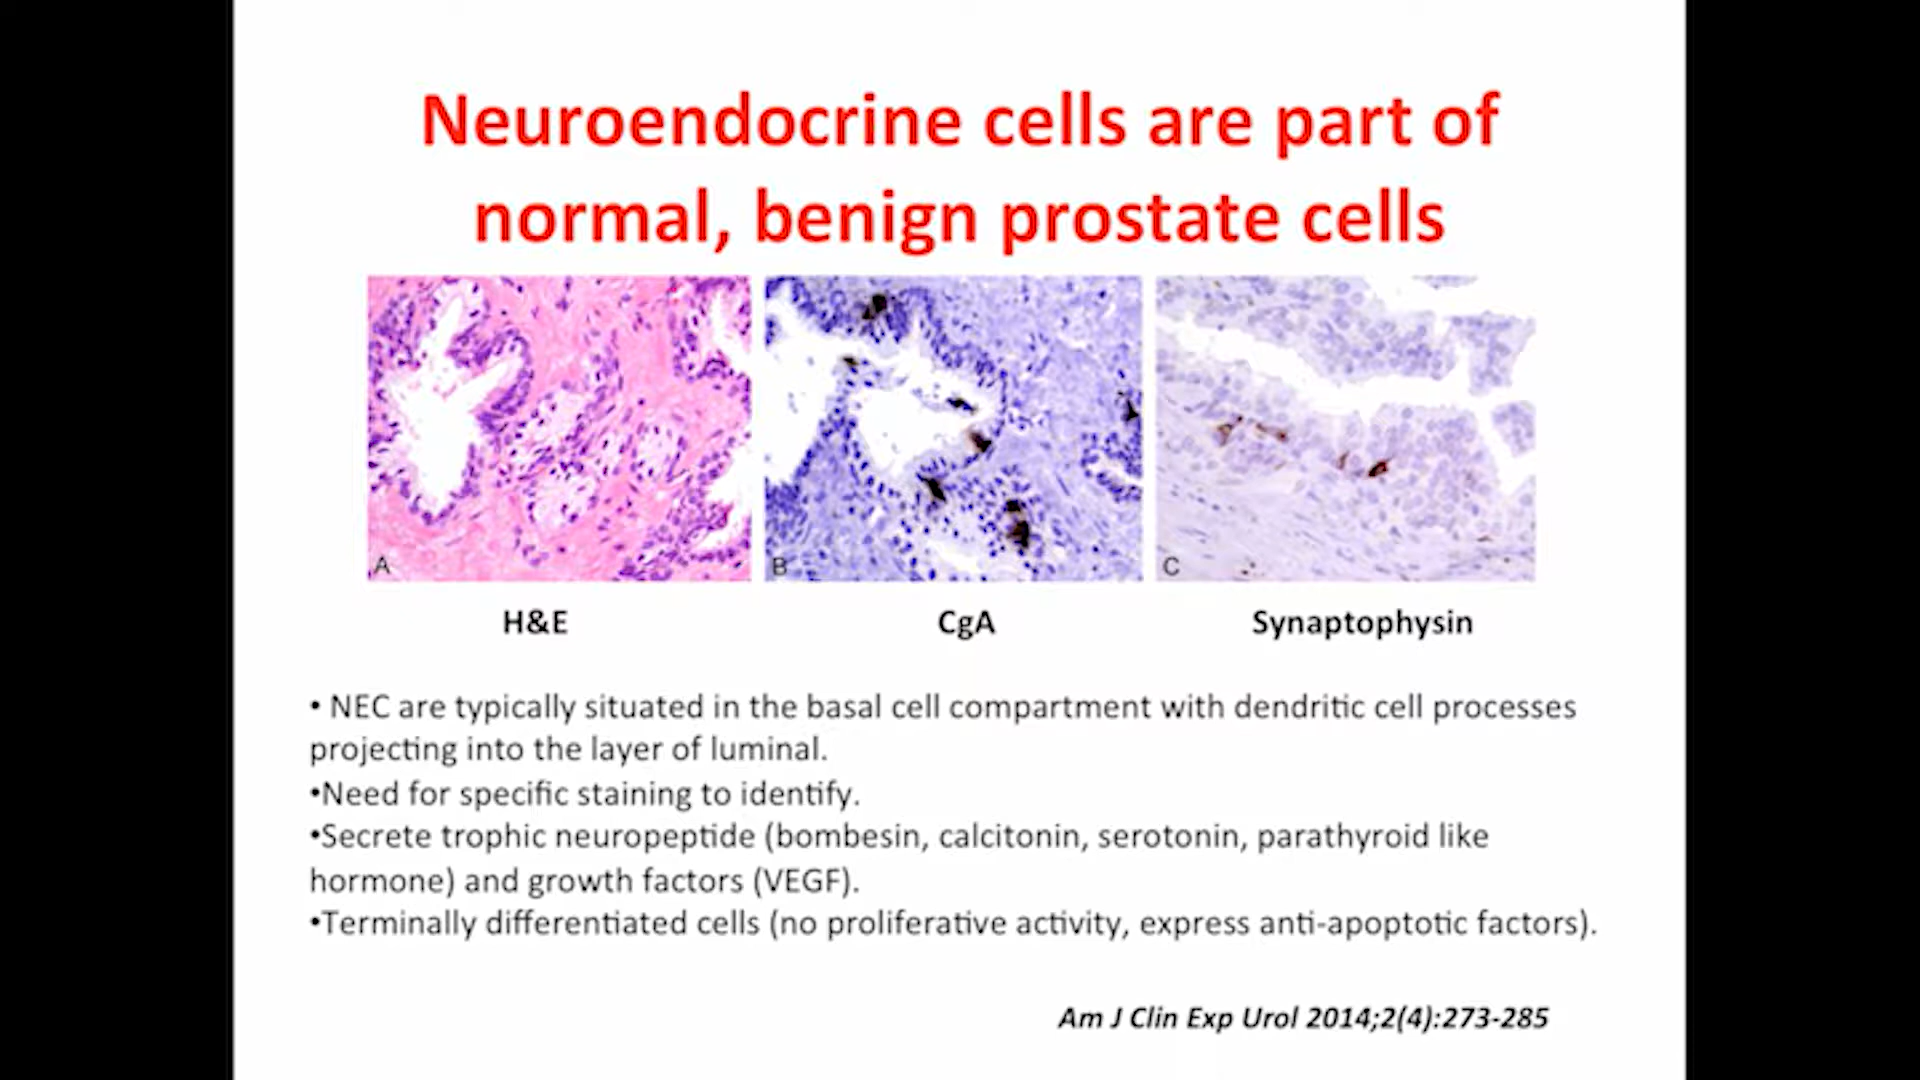 Neuroendocrine cells are part of
normal, benign prostate cells
A
B
C
H&E
CgA
Synaptophysin
• NEC are typically situated in the basal cell compartment with dendritic cell processes
projecting into the layer of luminal.
•Need for specific staining to identify.
•Secrete trophic neuropeptide (bombesin, calcitonin, serotonin, parathyroid like
hormone) and growth factors (VEGF).
•Terminally differentiated cells (no proliferative activity, express anti-apoptotic factors).
Am J Clin Exp Urol 2014;2(4):273-285